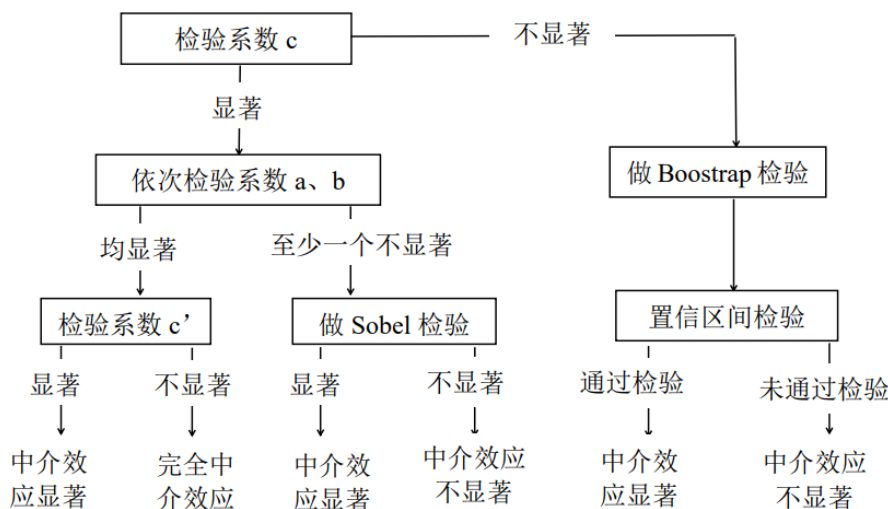 检验系数 c
不显著
显著
依次检验系数 a、b
做 Boostrap 检验
均显著
至少一个不显著
检验系数 c’
做 Sobel 检验
置信区间检验
显著
不显著
显著
不显著
通过检验
未通过检验
中介效
应显著
完全中
介效应
中介效
应显著
中介效应
不显著
中介效
应显著
中介效应
不显著